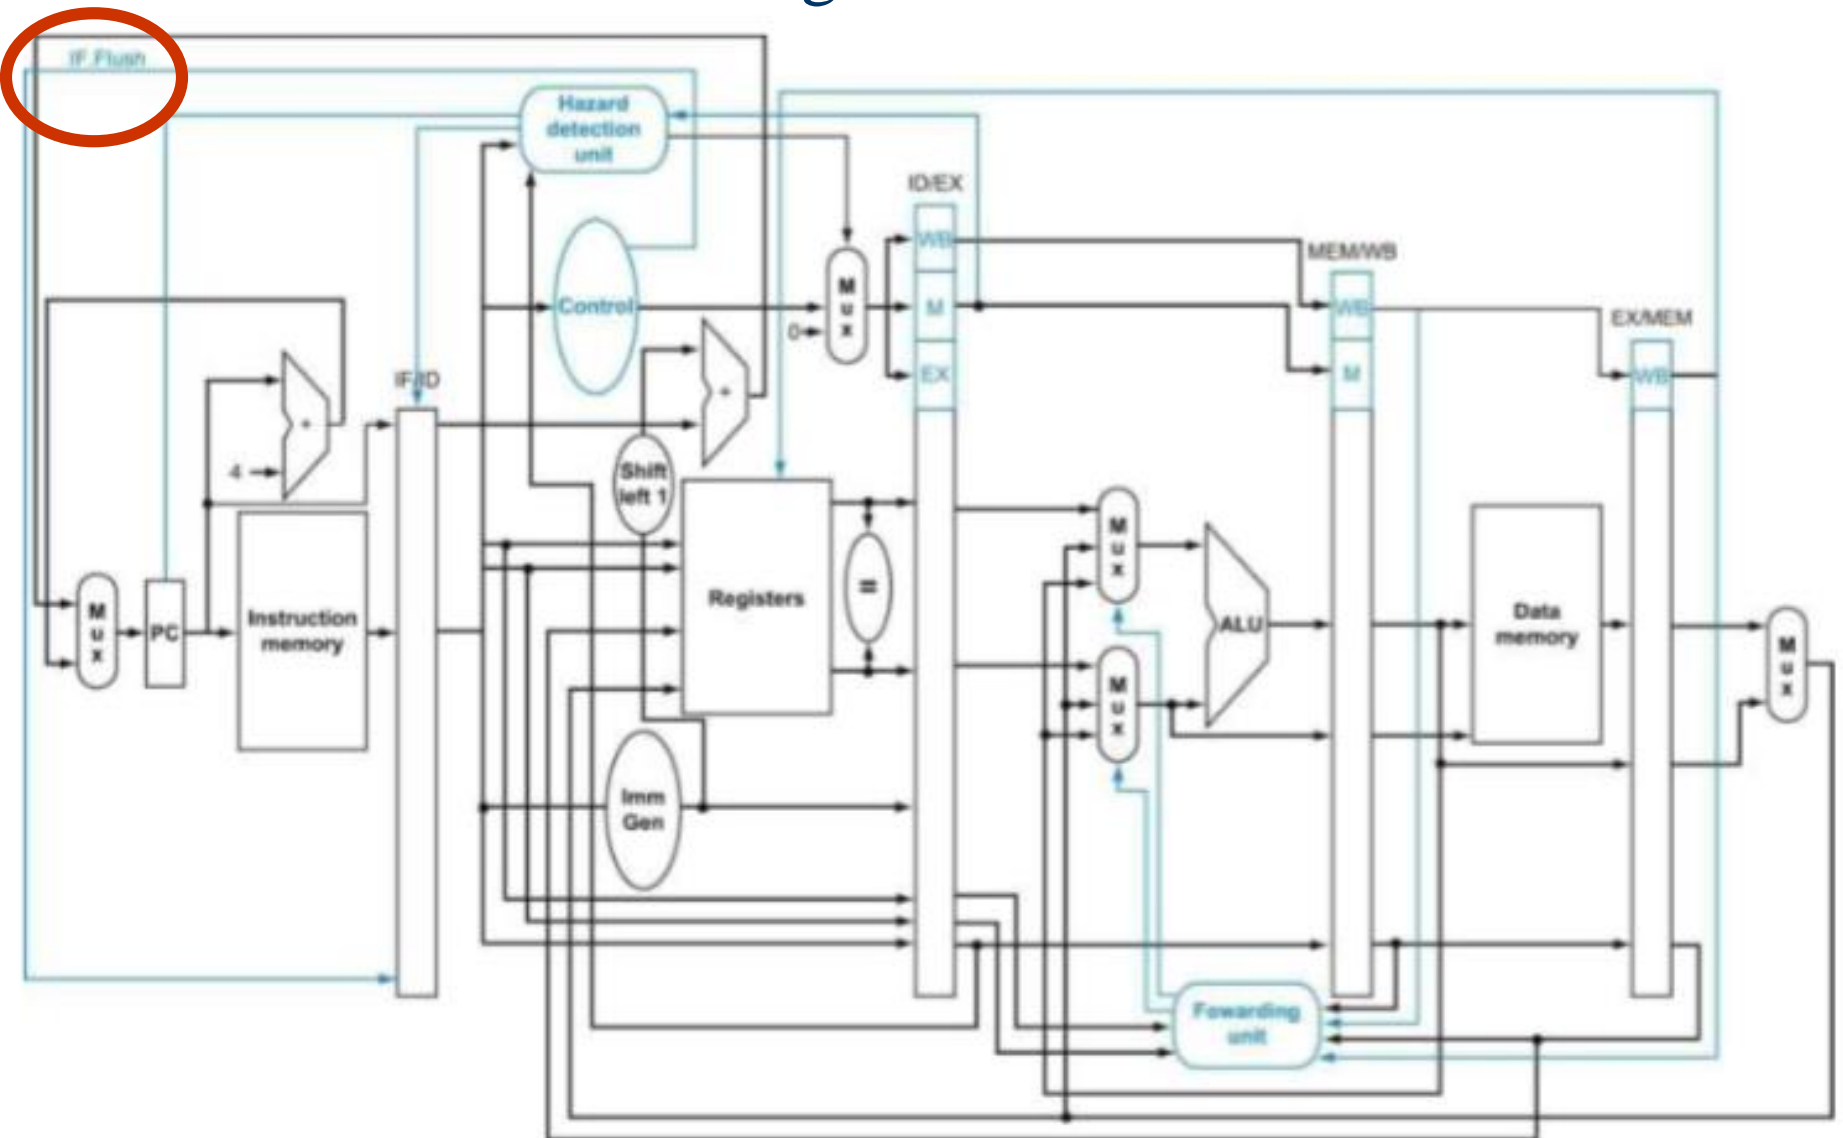 IF.Flush
Hazard
detection
unit
ID/EX
WB
M
EX
Control
M
u
x
0
MEM/WB
WB
M
EX/MEM
WB
IF/ID
+
4
+
Shift
left 1
M
u
x
PC
Instruction
memory
Registers
=
M
u
x
M
u
x
ALU
Data
memory
M
u
x
Imm
Gen
Fowarding
unit